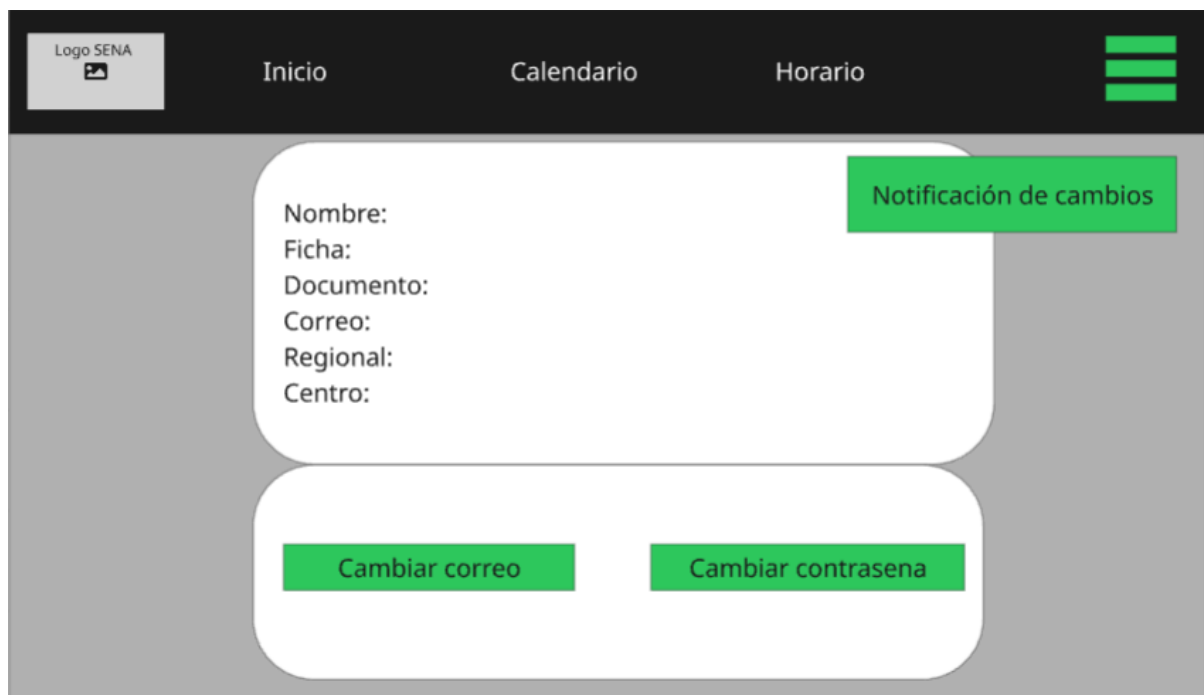 Logo SENA
Inicio Calendario Horario
Notificación de cambios
Nombre:
Ficha:
Documento:
Correo:
Regional:
Centro:
Cambiar correo Cambiar contrasena